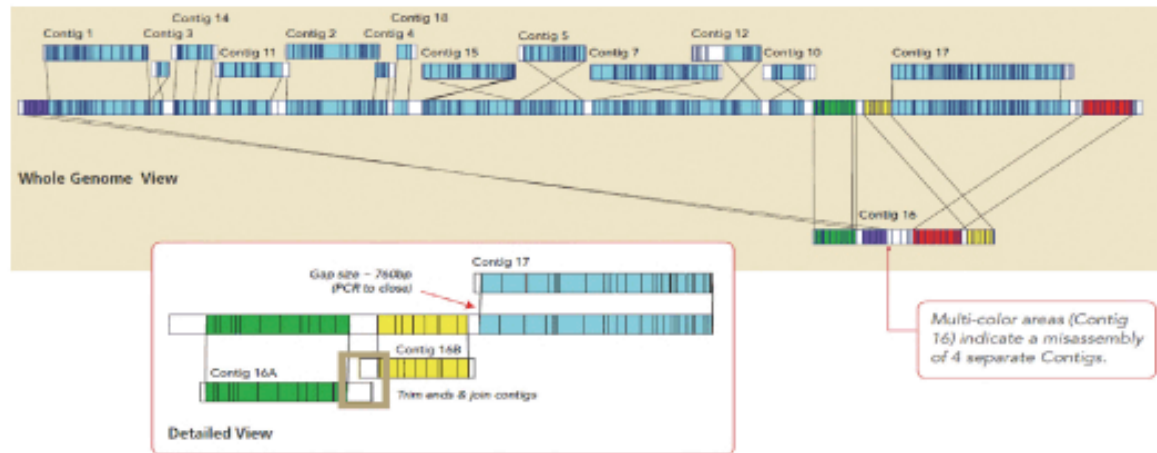 Contig 14
Contig 18
Contig 1
Contig 3
Contig 2
Contig 4
Contig 5
Contig 12
Contig 11
Contig 15
Contig 7
Contig 10
Contig 17
Whole Genome View
Contig 16
Contig 17
Gap size - 760bp
(PCR to close)
Contig 16B
Contig 16A
Trim ends & join contigs
Detailed View
Multi-color areas (Contig
16) indicate a misassembly
of 4 separate Contigs.